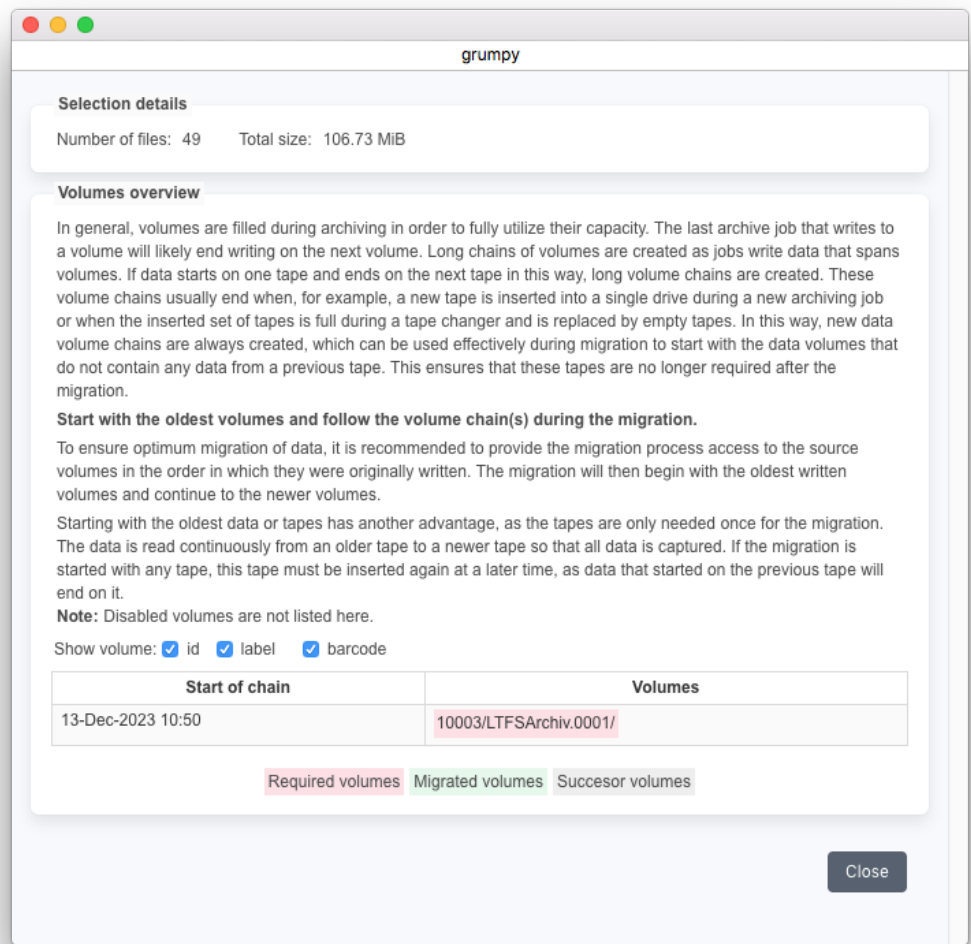 grumpy
Selection details
Number of files: 49 Total size: 106.73 MiB
Volumes overview
In general, volumes are filled during archiving in order to fully utilize their capacity. The last archive job that writes to
a volume will likely end writing on the next volume. Long chains of volumes are created as jobs write data that spans
volumes. If data starts on one tape and ends on the next tape in this way, long volume chains are created. These
volume chains usually end when, for example, a new tape is inserted into a single drive during a new archiving job
or when the inserted set of tapes is full during a tape changer and is replaced by empty tapes. In this way, new data
volume chains are always created, which can be used effectively during migration to start with the data volumes that
do not contain any data from a previous tape. This ensures that these tapes are no longer required after the
migration.
Start with the oldest volumes and follow the volume chain(s) during the migration.
To ensure optimum migration of data, it is recommended to provide the migration process access to the source
volumes in the order in which they were originally written. The migration will then begin with the oldest written
volumes and continue to the newer volumes.
Starting with the oldest data or tapes has another advantage, as the tapes are only needed once for the migration.
The data is read continuously from an older tape to a newer tape so that all data is captured. If the migration is
started with any tape, this tape must be inserted again at a later time, as data that started on the previous tape will
end on it.
Note: Disabled volumes are not listed here.
Show volume: id label barcode
Start of chain Volumes
13-Dec-2023 10:50 10003/LTFSArchiv.0001/
Required volumes Migrated volumes Succesor volumes
Close